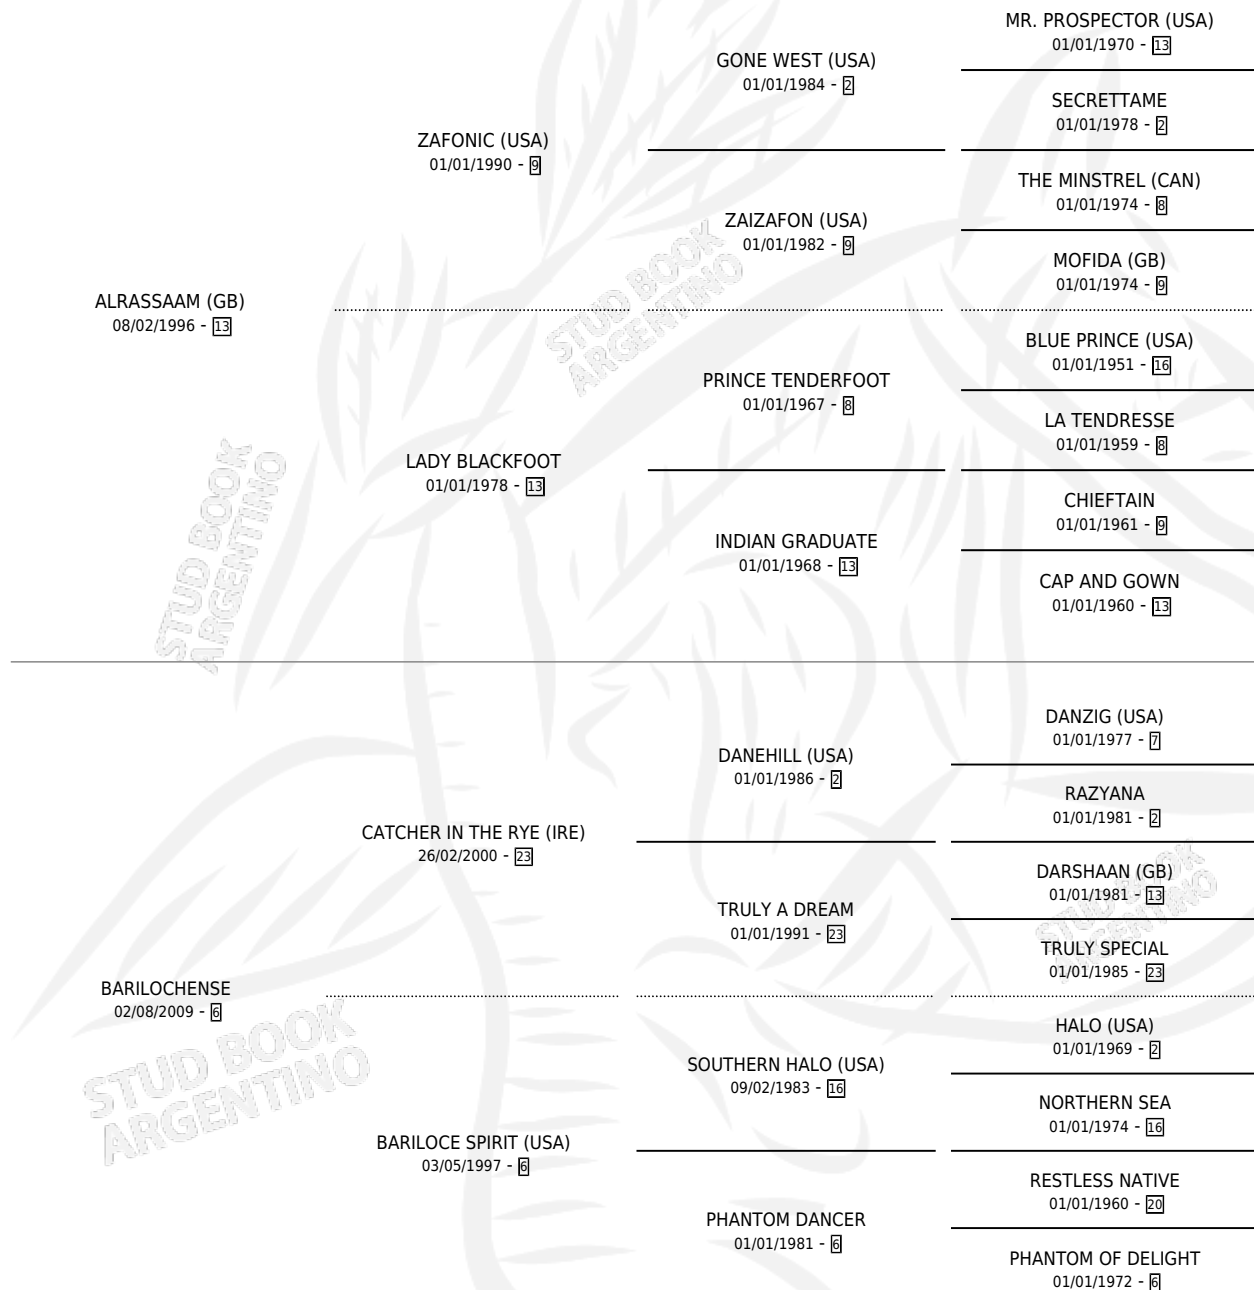 MR. PROSPECTOR (USA)
01/01/1970 - 13
GONE WEST (USA)
01/01/1984 - 2
SECRETTAME
01/01/1978 - 2
ZAFONIC (USA)
01/01/1990 - 9
THE MINSTREL (CAN)
01/01/1974 - 8
ZAIZAFON (USA)
01/01/1982 - 9
MOFIDA (GB)
01/01/1974 - 9
ALRASSAAM (GB)
08/02/1996 - 13
BLUE PRINCE (USA)
01/01/1951 - 16
PRINCE TENDERFOOT
01/01/1967 - 8
LA TENDRESSE
01/01/1959 - 8
LADY BLACKFOOT
01/01/1978 - 13
CHIEFTAIN
01/01/1961 - 9
INDIAN GRADUATE
01/01/1968 - 13
CAP AND GOWN
01/01/1960 - 13
DANZIG (USA)
01/01/1977 - 7
DANEHILL (USA)
01/01/1986 - 2
RAZYANA
01/01/1981 - 2
CATCHER IN THE RYE (IRE)
26/02/2000 - 23
DARSHAAN (GB)
01/01/1981 - 13
TRULY A DREAM
01/01/1991 - 23
TRULY SPECIAL
01/01/1985 - 23
BARILOCHENSE
02/08/2009 - 6
HALO (USA)
01/01/1969 - 2
SOUTHERN HALO (USA)
09/02/1983 - 16
NORTHERN SEA
01/01/1974 - 16
BARILOCE SPIRIT (USA)
03/05/1997 - 6
RESTLESS NATIVE
01/01/1960 - 20
PHANTOM DANCER
01/01/1981 - 6
PHANTOM OF DELIGHT
01/01/1972 - 6
STUD BOOK
ARGENTINO
STUD BOOK
ARGENTINO
STUD BOOK
ARGENTINO
STUD BOOK
ARGENTINO